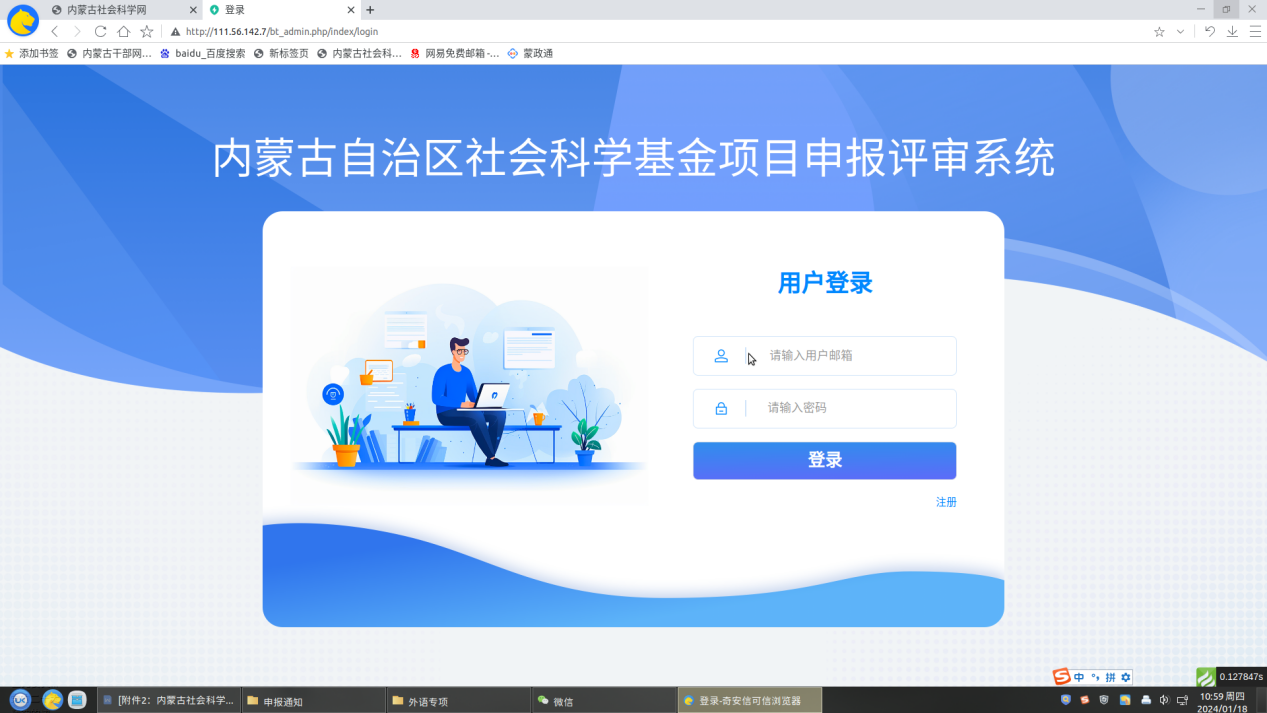 内蒙古社会科学网
登录
http://111.56.142.7/bt_admin.php/index/login
添加书签
内蒙古干部网...
baidu_百度搜索
新标签页
内蒙古社会科...
网易免费邮箱 -...
蒙政通
内蒙古自治区社会科学基金项目申报评审系统
用户登录
请输入用户邮箱
请输入密码
登录
注册
中 °, 拼
0.127847s
[附件2：内蒙古社会科学...
申报通知
外语专项
微信
登录-奇安信可信浏览器
10:59 周四
2024/01/18